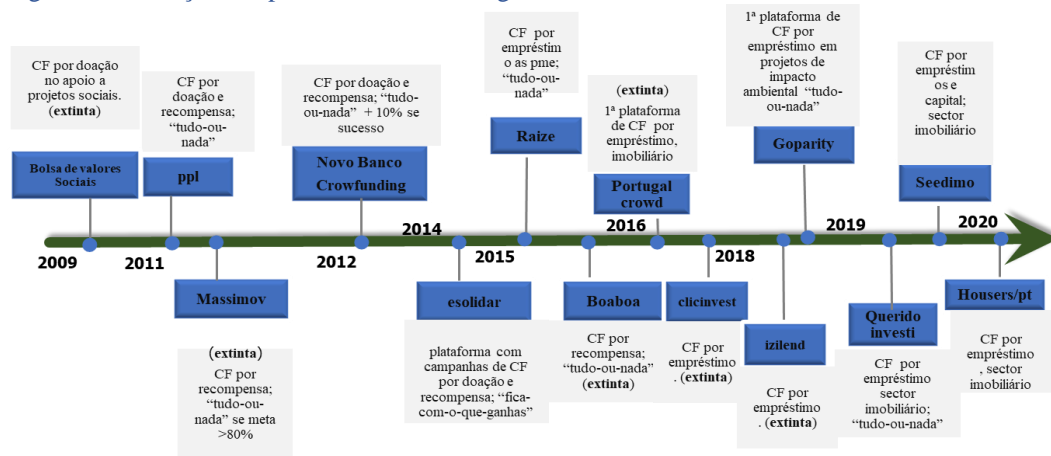 CF por doação
no apoio a
projetos sociais.
(extinta)
Bolsa de valores
Sociais
CF por
doação e
recompensa;
“tudo-ou-
nada”
ppl
CF por doação e
recompensa; “tudo-
ou-nada” + 10% se
sucesso
Novo Banco
Crowfunding
CF por
empréstim
o as pme;
“tudo-ou-
nada”
Raize
(extinta)
1ª plataforma
de CF por
empréstimo,
imobiliário
Portugal
crowd
1ª plataforma de
CF por
empréstimo em
projetos de
impacto
ambiental “tudo-
ou-nada”
Goparity
CF por
empréstim
os e
capital;
sector
imobiliário
Seedimo
2009
2011
2012
2014
2015
2016
2018
2019
2020
Massimov
(extinta)
CF por
recompensa;
“tudo-ou-
nada” se meta
>80%
esolidar
plataforma com
campanhas de CF
por doação e
recompensa; “fica-
com-o-que-ganhas”
Boaboa
CF por
recompensa;
“tudo-ou-nada”
(extinta)
clicinvest
CF por
empréstimo
. (extinta)
izilend
CF por
empréstimo
. (extinta)
Querido
investi
CF por
empréstimo
sector
imobiliário;
“tudo-ou-nada”
Housers/pt
CF por
empréstimo
, sector
imobiliário